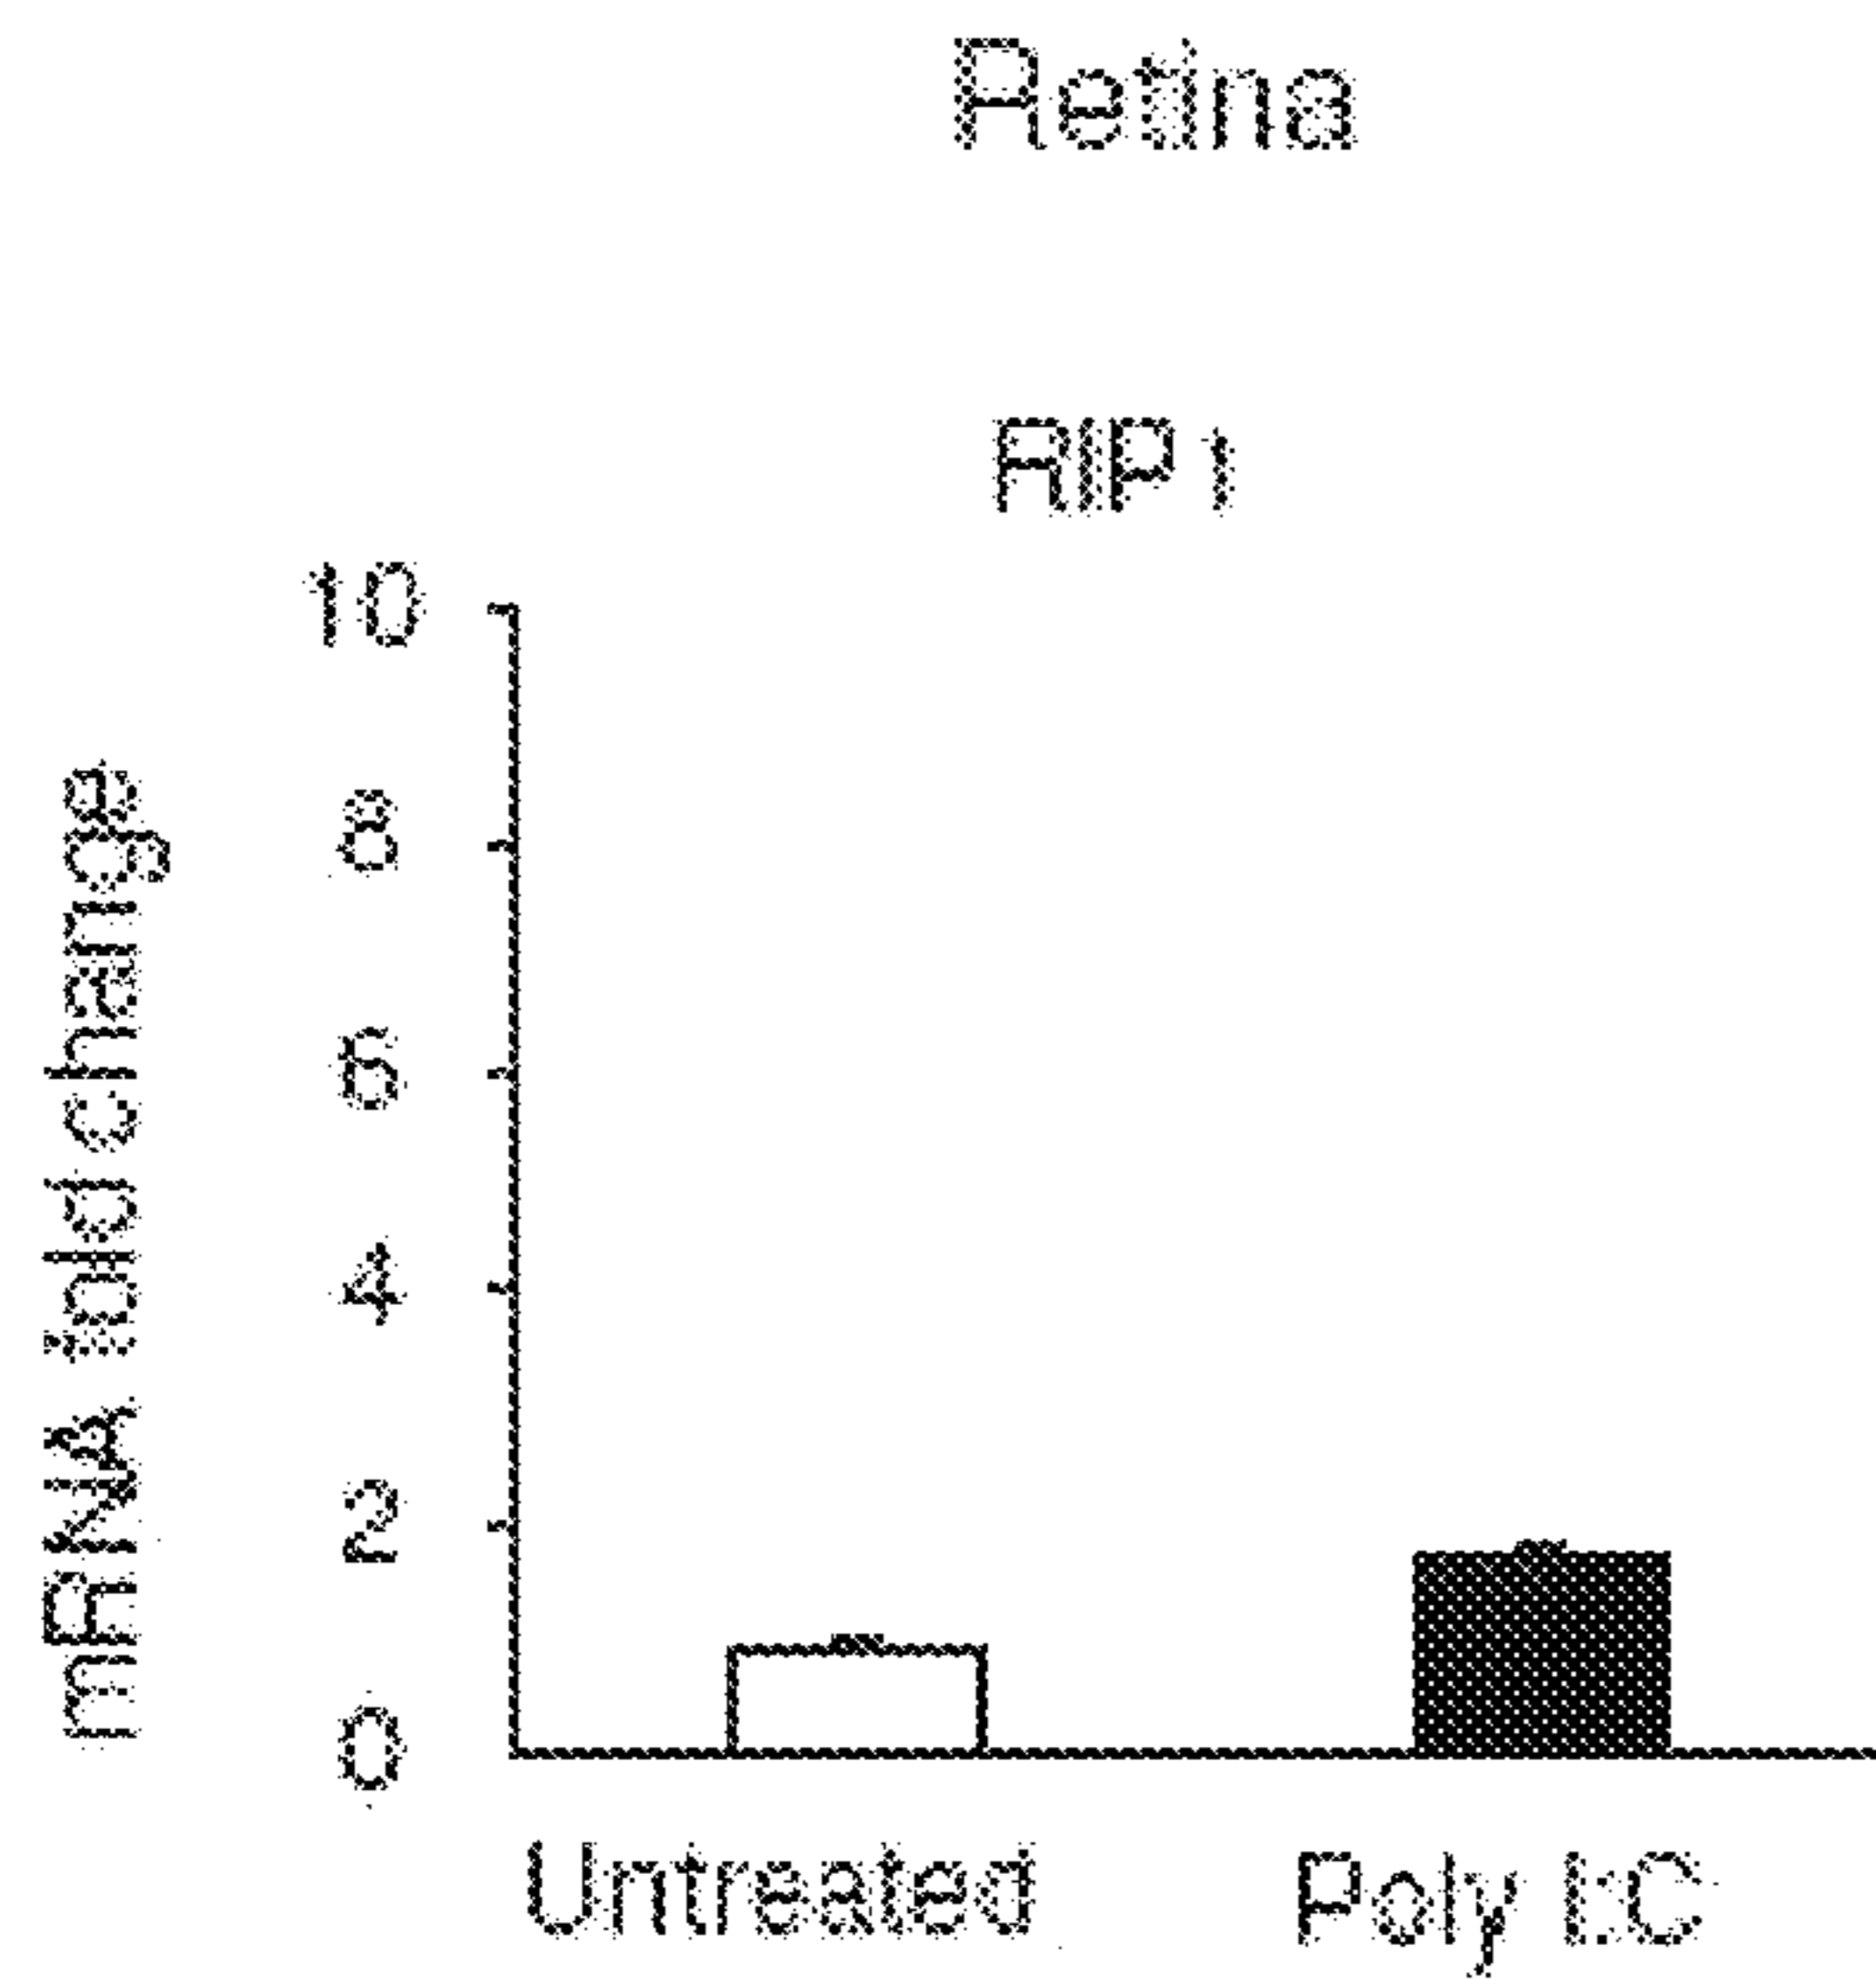 Retina
RIP1
mRNA fold change
10
8
6
4
2
0
Untreated
Poly I:C